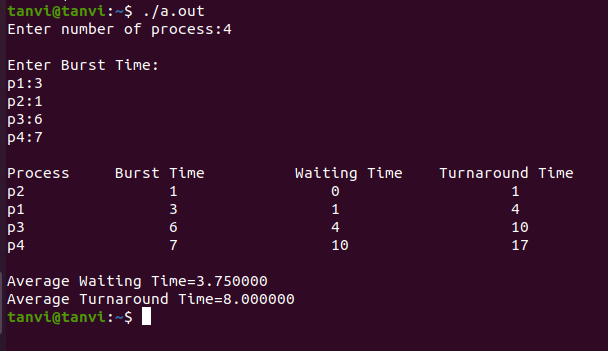 tanvi@tanvi:~$ ./a.out
Enter number of process:4
Enter Burst Time:
p1:3
p2:1
p3:6
p4:7
Process Burst Time Waiting Time Turnaround Time
p2 1 0 1
p1 3 1 4
p3 6 4 10
p4 7 10 17
Average Waiting Time=3.750000
Average Turnaround Time=8.000000
tanvi@tanvi:~$